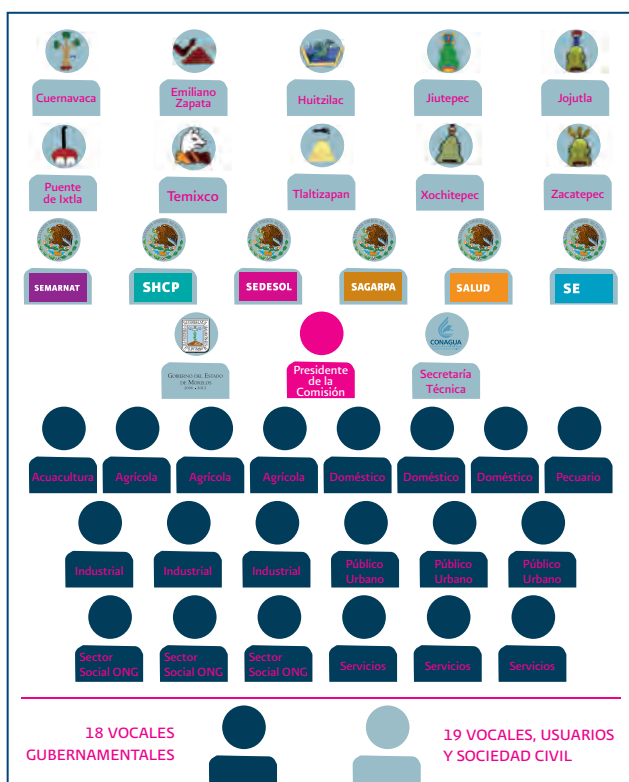 Cuernavaca
Emiliano
Zapata
Huitzilac
Jiutepec
Jojutla
Puente
de Ixtla
Temixco
Tlaltizapan
Xochitepec
Zacatepec
SEMARNAT
SHCP
SEDESOL
SAGARPA
SALUD
SE
GOBIERNO DEL ESTADO
DE MORELOS
Presidente
de la
Comisión
CONAGUA
Secretaría
Técnica
Acuacultura
Agrícola
Agrícola
Agrícola
Doméstico
Doméstico
Doméstico
Pecuario
Industrial
Industrial
Industrial
Público
Urbano
Público
Urbano
Público
Urbano
Sector
Social ONG
Sector
Social ONG
Sector
Social ONG
Servicios
Servicios
Servicios
18 VOCALES
GUBERNAMENTALES
19 VOCALES, USUARIOS
Y SOCIEDAD CIVIL